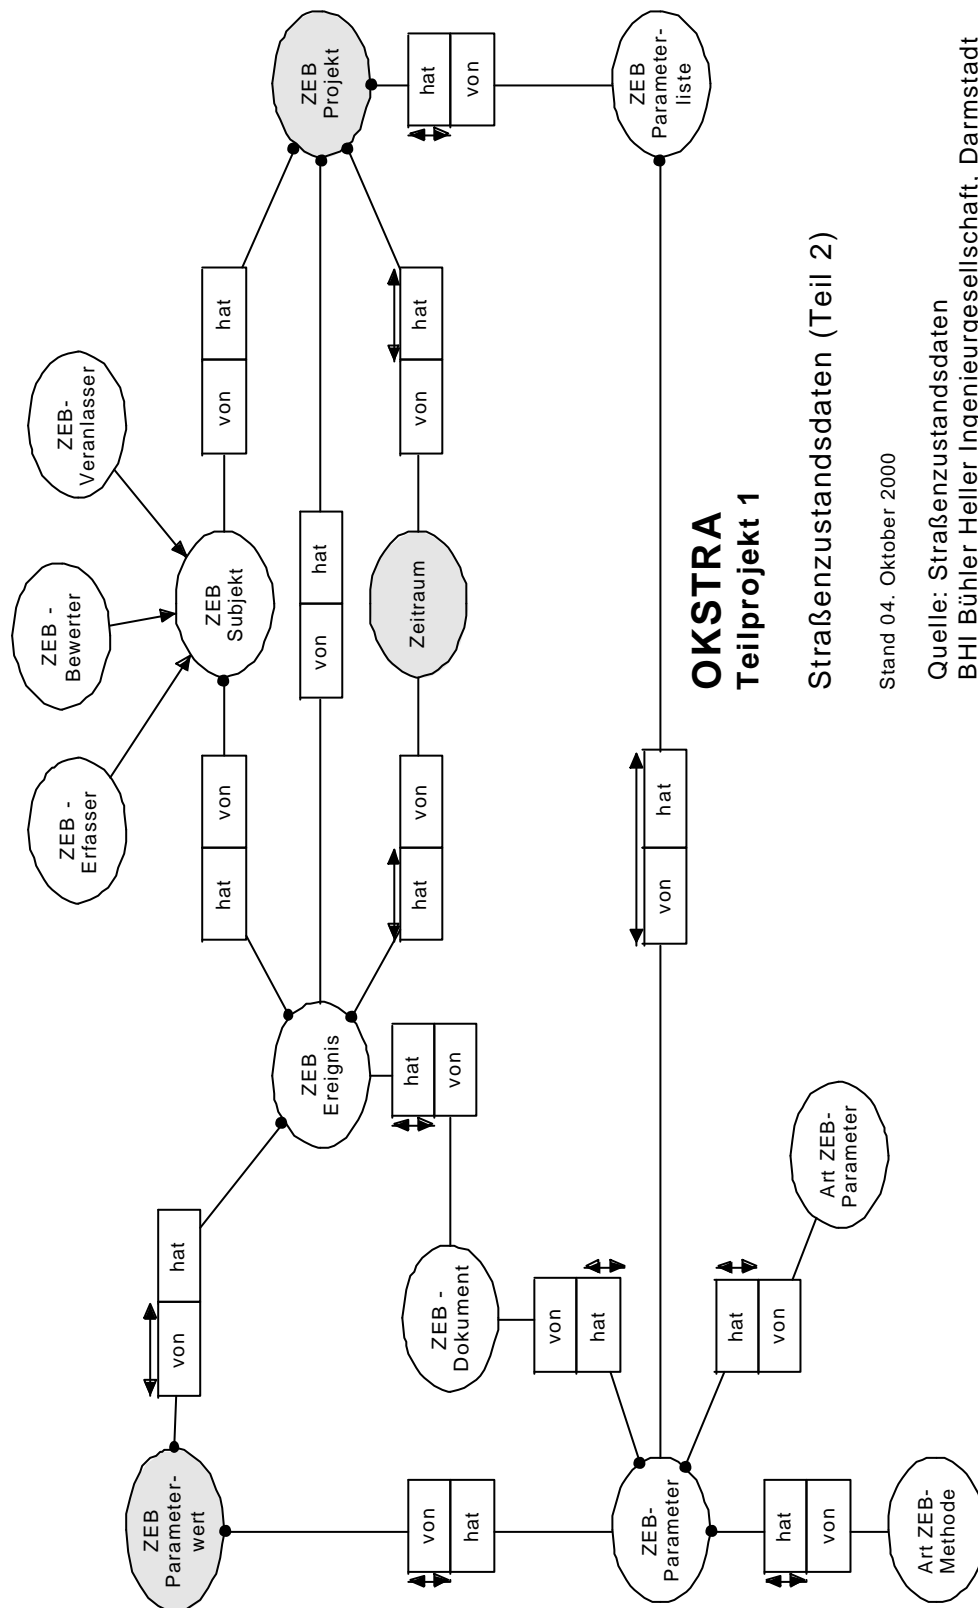 ZEB -
Erfasser
ZEB -
Bewerter
ZEB-
Veranlasser
ZEB
Parameter-
wert
von
hat
hat
von
ZEB
Subjekt
von
hat
ZEB
Ereignis
von
hat
ZEB
Projekt
hat
von
Zeitraum
von
hat
hat
von
hat
von
ZEB -
Dokument
von
hat
von
hat
ZEB-
Parameter
von
hat
ZEB
Parameter-
liste
hat
von
Art ZEB-
Parameter
hat
von
Art ZEB-
Methode
OKSTRA
Teilprojekt 1
Straßenzustandsdaten (Teil 2)
Stand 04. Oktober 2000
Quelle: Straßenzustandsdaten
BHI Bühler Heller Ingenieurgesellschaft, Darmstadt